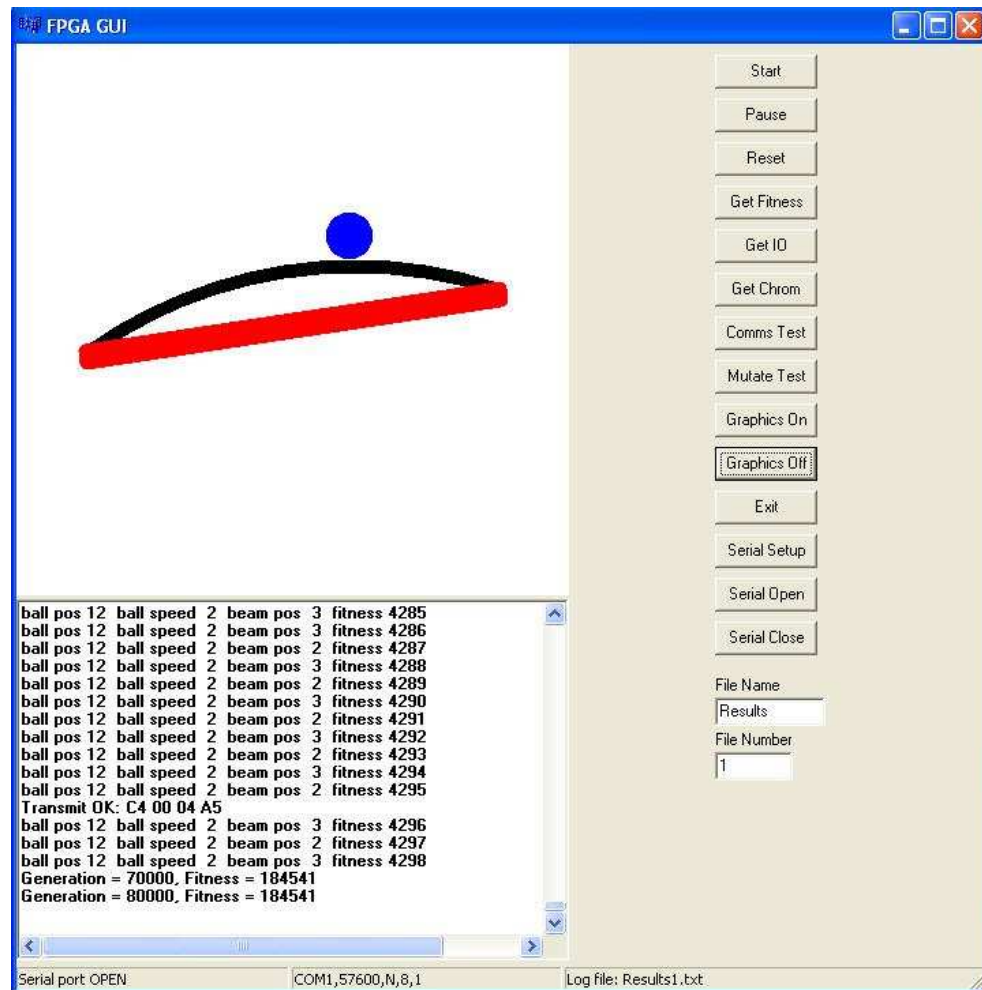 FPGA GUI
Start
Pause
Reset
Get Fitness
Get IO
Get Chrom
Comms Test
Mutate Test
Graphics On
Graphics Off
Exit
Serial Setup
Serial Open
Serial Close
File Name
Results
File Number
1
ball pos 12 ball speed 2 beam pos 3 fitness 4285
ball pos 12 ball speed 2 beam pos 3 fitness 4286
ball pos 12 ball speed 2 beam pos 2 fitness 4287
ball pos 12 ball speed 2 beam pos 3 fitness 4288
ball pos 12 ball speed 2 beam pos 2 fitness 4289
ball pos 12 ball speed 2 beam pos 3 fitness 4290
ball pos 12 ball speed 2 beam pos 2 fitness 4291
ball pos 12 ball speed 2 beam pos 3 fitness 4292
ball pos 12 ball speed 2 beam pos 2 fitness 4293
ball pos 12 ball speed 2 beam pos 3 fitness 4294
ball pos 12 ball speed 2 beam pos 2 fitness 4295
Transmit OK: C4 00 04 A5
ball pos 12 ball speed 2 beam pos 3 fitness 4296
ball pos 12 ball speed 2 beam pos 2 fitness 4297
ball pos 12 ball speed 2 beam pos 3 fitness 4298
Generation = 70000, Fitness = 184541
Generation = 80000, Fitness = 184541
Serial port OPEN
COM1,57600,N,8,1
Log file: Results1.txt